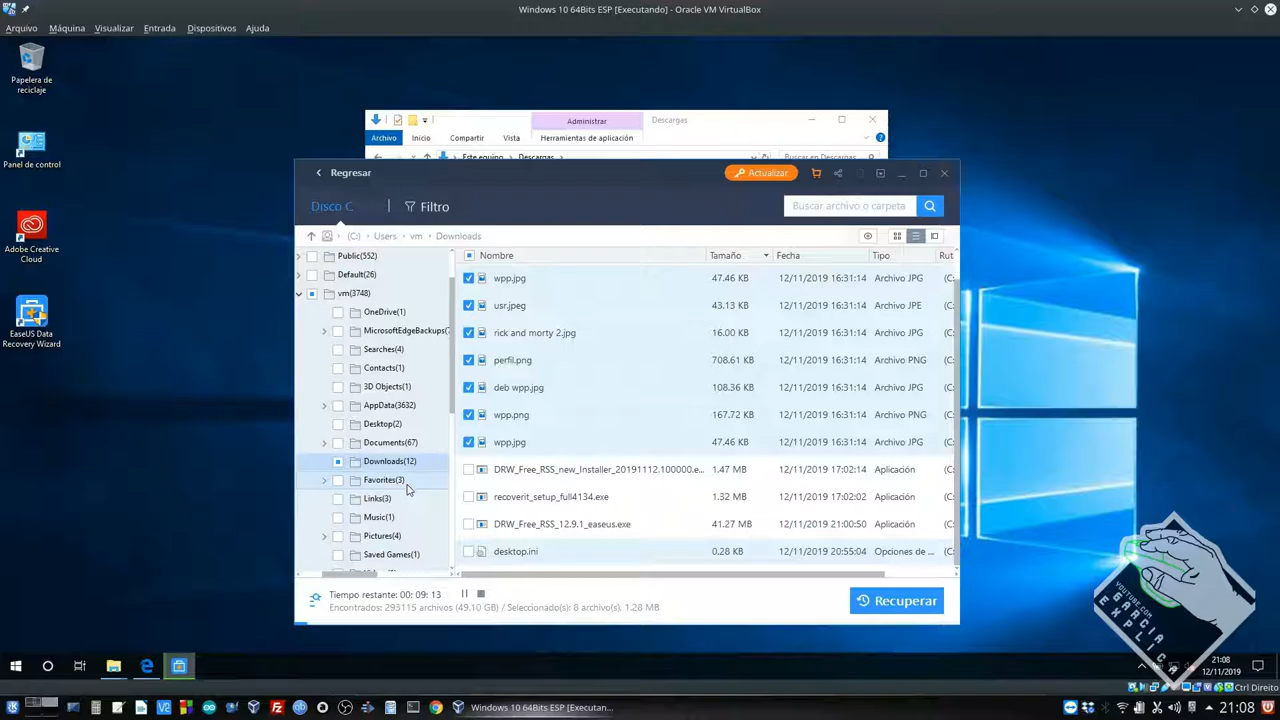 Windows 10 64Bits ESP [Executando] - Oracle VM VirtualBox
Arquivo Máquina Visualizar Entrada Dispositivos Ajuda
Papelera de
reciclaje
Panel de control
Adobe Creative
Cloud
EaseUS Data
Recovery Wizard
Administrar Descargas
Archivo Inicio Compartir Vista Herramientas de aplicación
Este equipo Descargas Buscar en Descargas
Regresar Actualizar
Disco C Filtro Buscar archivo o carpeta
(C:) Users vm Downloads
Nombre Tamaño Fecha Tipo Rut
Public(552)
Default(26)
vm(3748)
OneDrive(1)
MicrosoftEdgeBackups(
Searches(4)
Contacts(1)
3D Objects(1)
AppData(3632)
Desktop(2)
Documents(67)
Downloads(12)
Favorites(3)
Links(3)
Music(1)
Pictures(4)
Saved Games(1)
wpp.jpg 47.46 KB 12/11/2019 16:31:14 Archivo JPG (C:
usr.jpeg 43.13 KB 12/11/2019 16:31:14 Archivo JPE (C:
rick and morty 2.jpg 16.00 KB 12/11/2019 16:31:14 Archivo JPG (C:
perfil.png 708.61 KB 12/11/2019 16:31:14 Archivo PNG (C:
deb wpp.jpg 108.36 KB 12/11/2019 16:31:14 Archivo JPG (C:
wpp.png 167.72 KB 12/11/2019 16:31:14 Archivo PNG (C:
wpp.jpg 47.46 KB 12/11/2019 16:31:14 Archivo JPG (C:
DRW_Free_RSS_new_Installer_20191112.100000.e... 1.47 MB 12/11/2019 17:02:14 Aplicación (C:
recoverit_setup_full4134.exe 1.32 MB 12/11/2019 17:02:02 Aplicación (C:
DRW_Free_RSS_12.9.1_easeus.exe 41.27 MB 12/11/2019 21:00:50 Aplicación (C:
desktop.ini 0.28 KB 12/11/2019 20:55:04 Opciones de ... (C:
Tiempo restante: 00: 09: 13
Encontrados: 293115 archivos (49.10 GB) / Seleccionado(s): 8 archivo(s), 1.28 MB
Recuperar
YOUTUBE.COM
EGARCIA
EXPLICA
21:08
12/11/2019
Ctrl Direito
Windows 10 64Bits ESP [Executan...
21:08